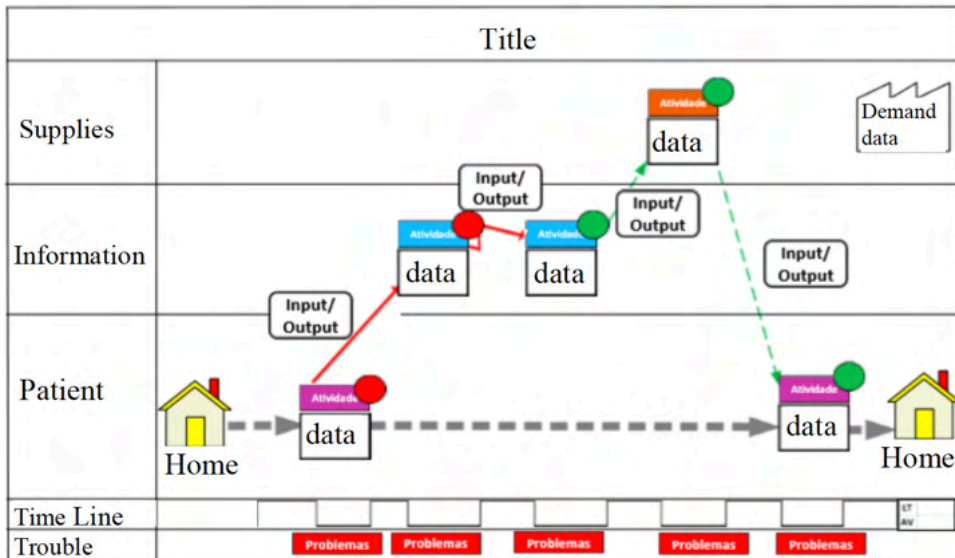 Title
Supplies
Atividade
data
Demand
data
Input/
Output
Input/
Output
Information
Atividade
data
Atividade
data
Input/
Output
Input/
Output
Patient
Atividade
data
Atividade
data
Home
Home
Time Line
LT
AV
Trouble
Problemas
Problemas
Problemas
Problemas
Problemas